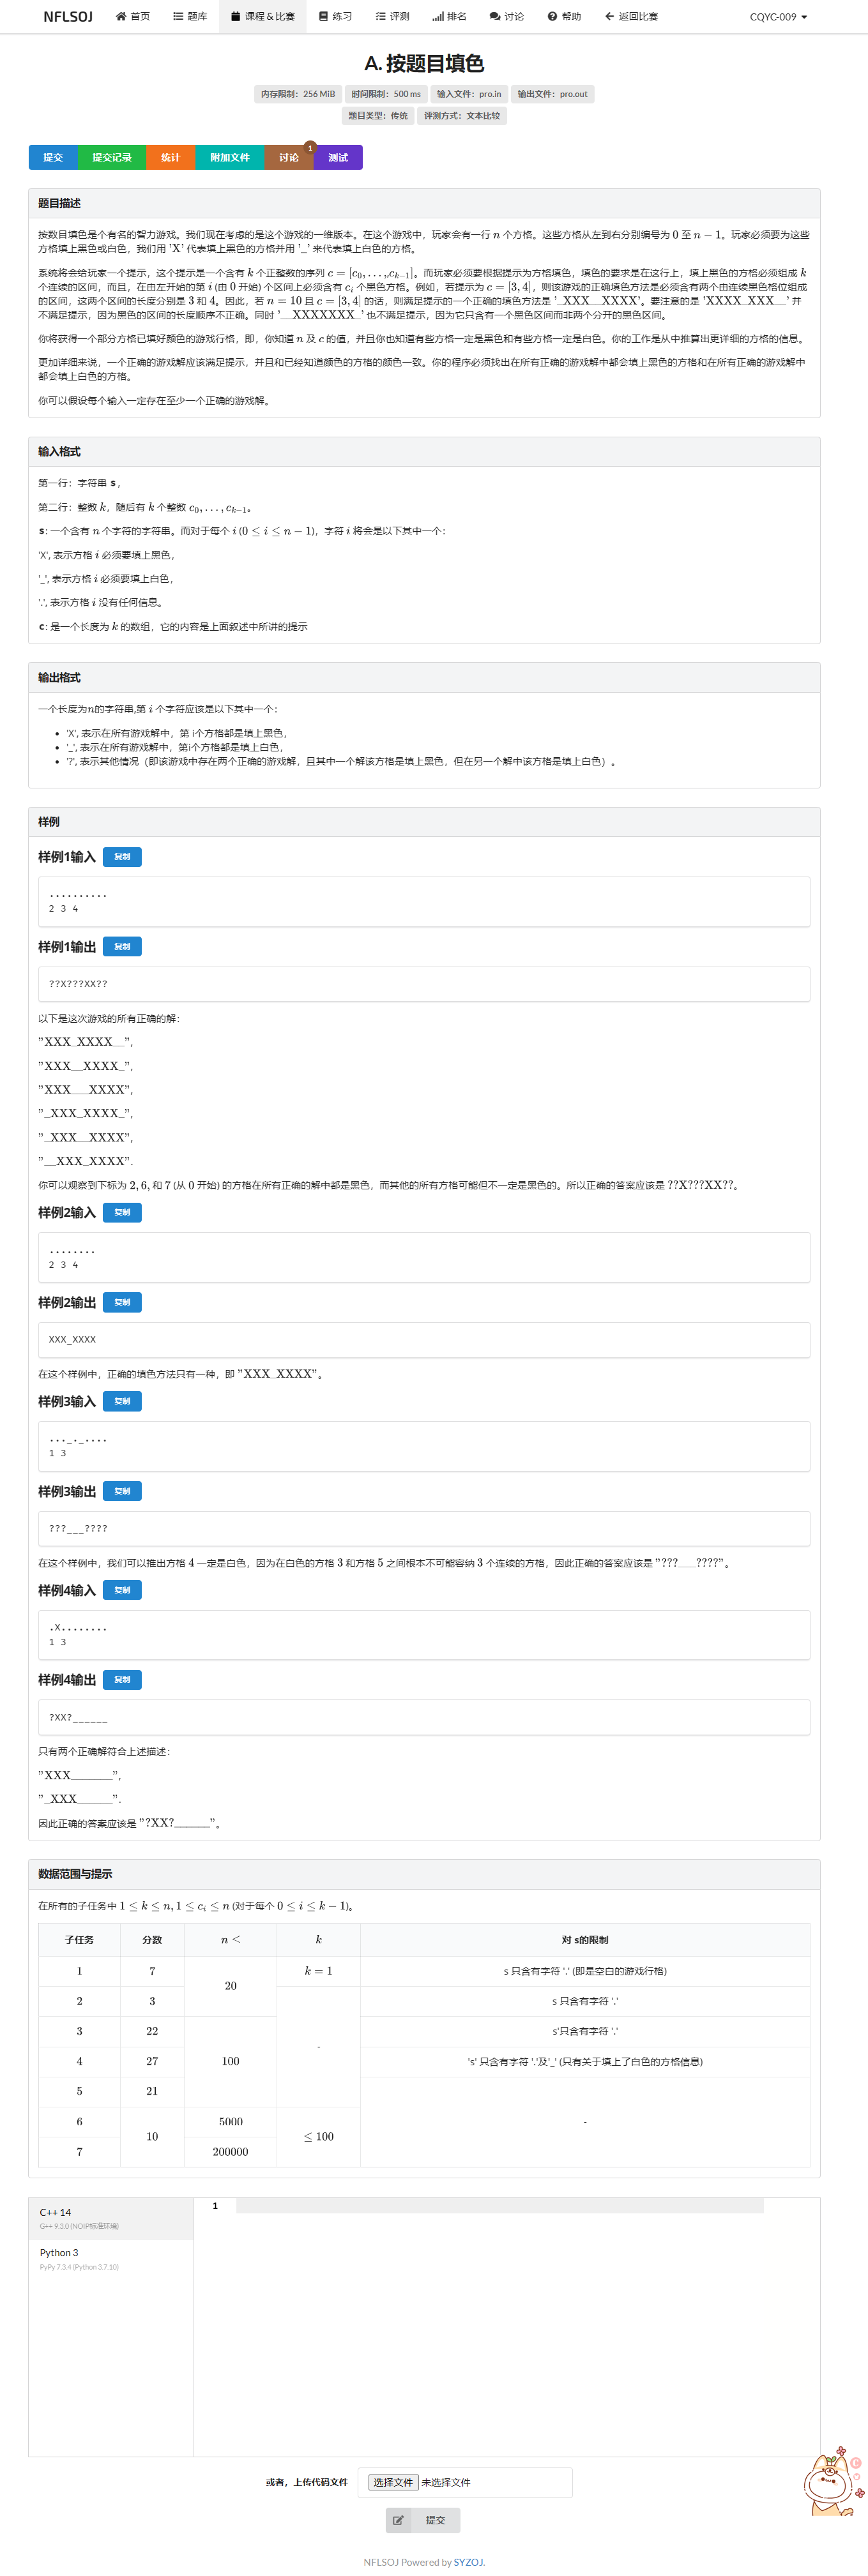 NFLSOJ 首页 题库 课程 & 比赛 练习 评测 排名 讨论 帮助 返回比赛 CQYC-009
A. 按题目填色
内存限制：256 MiB 时间限制：500 ms 输入文件：pro.in 输出文件：pro.out
题目类型：传统 评测方式：文本比较
提交 提交记录 统计 附加文件 讨论 1 测试
题目描述
按数目填色是个有名的智力游戏。我们现在考虑的是这个游戏的一维版本。在这个游戏中，玩家会有一行 n 个方格。这些方格从左到右分别编号为 0 至 n − 1。玩家必须要为这些
方格填上黑色或白色，我们用 'X' 代表填上黑色的方格并用 '_' 来代表填上白色的方格。
系统将会给玩家一个提示，这个提示是一个含有 k 个正整数的序列 c = [c0, . . . ,ck−1]。而玩家必须要根据提示为方格填色，填色的要求是在这行上，填上黑色的方格必须组成 k
个连续的区间，而且，在由左开始的第 i (由 0 开始) 个区间上必须含有 ci 个黑色方格。例如，若提示为 c = [3, 4]，则该游戏的正确填色方法是必须含有两个由连续黑色格位组成
的区间，这两个区间的长度分别是 3 和 4。因此，若 n = 10 且 c = [3, 4] 的话，则满足提示的一个正确的填色方法是 '_XXX__XXXX'。要注意的是 'XXXX_XXX__' 并
不满足提示，因为黑色的区间的长度顺序不正确。同时 '__XXXXXXX_' 也不满足提示，因为它只含有一个黑色区间而非两个分开的黑色区间。
你将获得一个部分方格已填好颜色的游戏行格，即，你知道 n 及 c 的值，并且你也知道有些方格一定是黑色和有些方格一定是白色。你的工作是从中推算出更详细的方格的信息。
更加详细来说，一个正确的游戏解应该满足提示，并且和已经知道颜色的方格的颜色一致。你的程序必须找出在所有正确的游戏解中都会填上黑色的方格和在所有正确的游戏解中
都会填上白色的方格。
你可以假设每个输入一定存在至少一个正确的游戏解。
输入格式
第一行：字符串 s，
第二行：整数 k，随后有 k 个整数 c0, . . . , ck−1。
s: 一个含有 n 个字符的字符串。而对于每个 i (0 ≤ i ≤ n − 1)，字符 i 将会是以下其中一个：
'X', 表示方格 i 必须要填上黑色，
'_', 表示方格 i 必须要填上白色，
'.', 表示方格 i 没有任何信息。
c: 是一个长度为 k 的数组，它的内容是上面叙述中所讲的提示
输出格式
一个长度为n的字符串,第 i 个字符应该是以下其中一个：
• 'X', 表示在所有游戏解中，第 i个方格都是填上黑色，
• '_', 表示在所有游戏解中，第i个方格都是填上白色，
• '?', 表示其他情况（即该游戏中存在两个正确的游戏解，且其中一个解该方格是填上黑色，但在另一个解中该方格是填上白色）。
样例
样例1输入 复制
..........
2 3 4
样例1输出 复制
??X???XX??
以下是这次游戏的所有正确的解：
"XXX_XXXX__",
"XXX__XXXX_",
"XXX___XXXX",
"_XXX_XXXX_",
"_XXX__XXXX",
"__XXX_XXXX".
你可以观察到下标为 2, 6, 和 7 (从 0 开始) 的方格在所有正确的解中都是黑色，而其他的所有方格可能但不一定是黑色的。所以正确的答案应该是 ??X???XX??。
样例2输入 复制
........
2 3 4
样例2输出 复制
XXX_XXXX
在这个样例中，正确的填色方法只有一种，即 "XXX_XXXX"。
样例3输入 复制
..._._....
1 3
样例3输出 复制
???___????
在这个样例中，我们可以推出方格 4 一定是白色，因为在白色的方格 3 和方格 5 之间根本不可能容纳 3 个连续的方格，因此正确的答案应该是 "???___????"。
样例4输入 复制
.X........
1 3
样例4输出 复制
?XX?______
只有两个正确解符合上述描述：
"XXX_______",
"_XXX______".
因此正确的答案应该是 "?XX?______"。
数据范围与提示
在所有的子任务中 1 ≤ k ≤ n, 1 ≤ ci ≤ n (对于每个 0 ≤ i ≤ k − 1)。
子任务 分数 n ≤ k 对 s的限制
1 7 20 k = 1 s 只含有字符 '.' (即是空白的游戏行格)
2 3 - s 只含有字符 '.'
3 22 100 s'只含有字符 '.'
4 27 's' 只含有字符 '.'及'_' (只有关于填上了白色的方格信息)
5 21 -
6 10 5000 ≤ 100
7 200000
C++ 14
G++ 9.3.0 (NOIP标准环境)
Python 3
PyPy 7.3.4 (Python 3.7.10)
1
或者，上传代码文件 选择文件 未选择文件
提交
NFLSOJ Powered by SYZOJ.